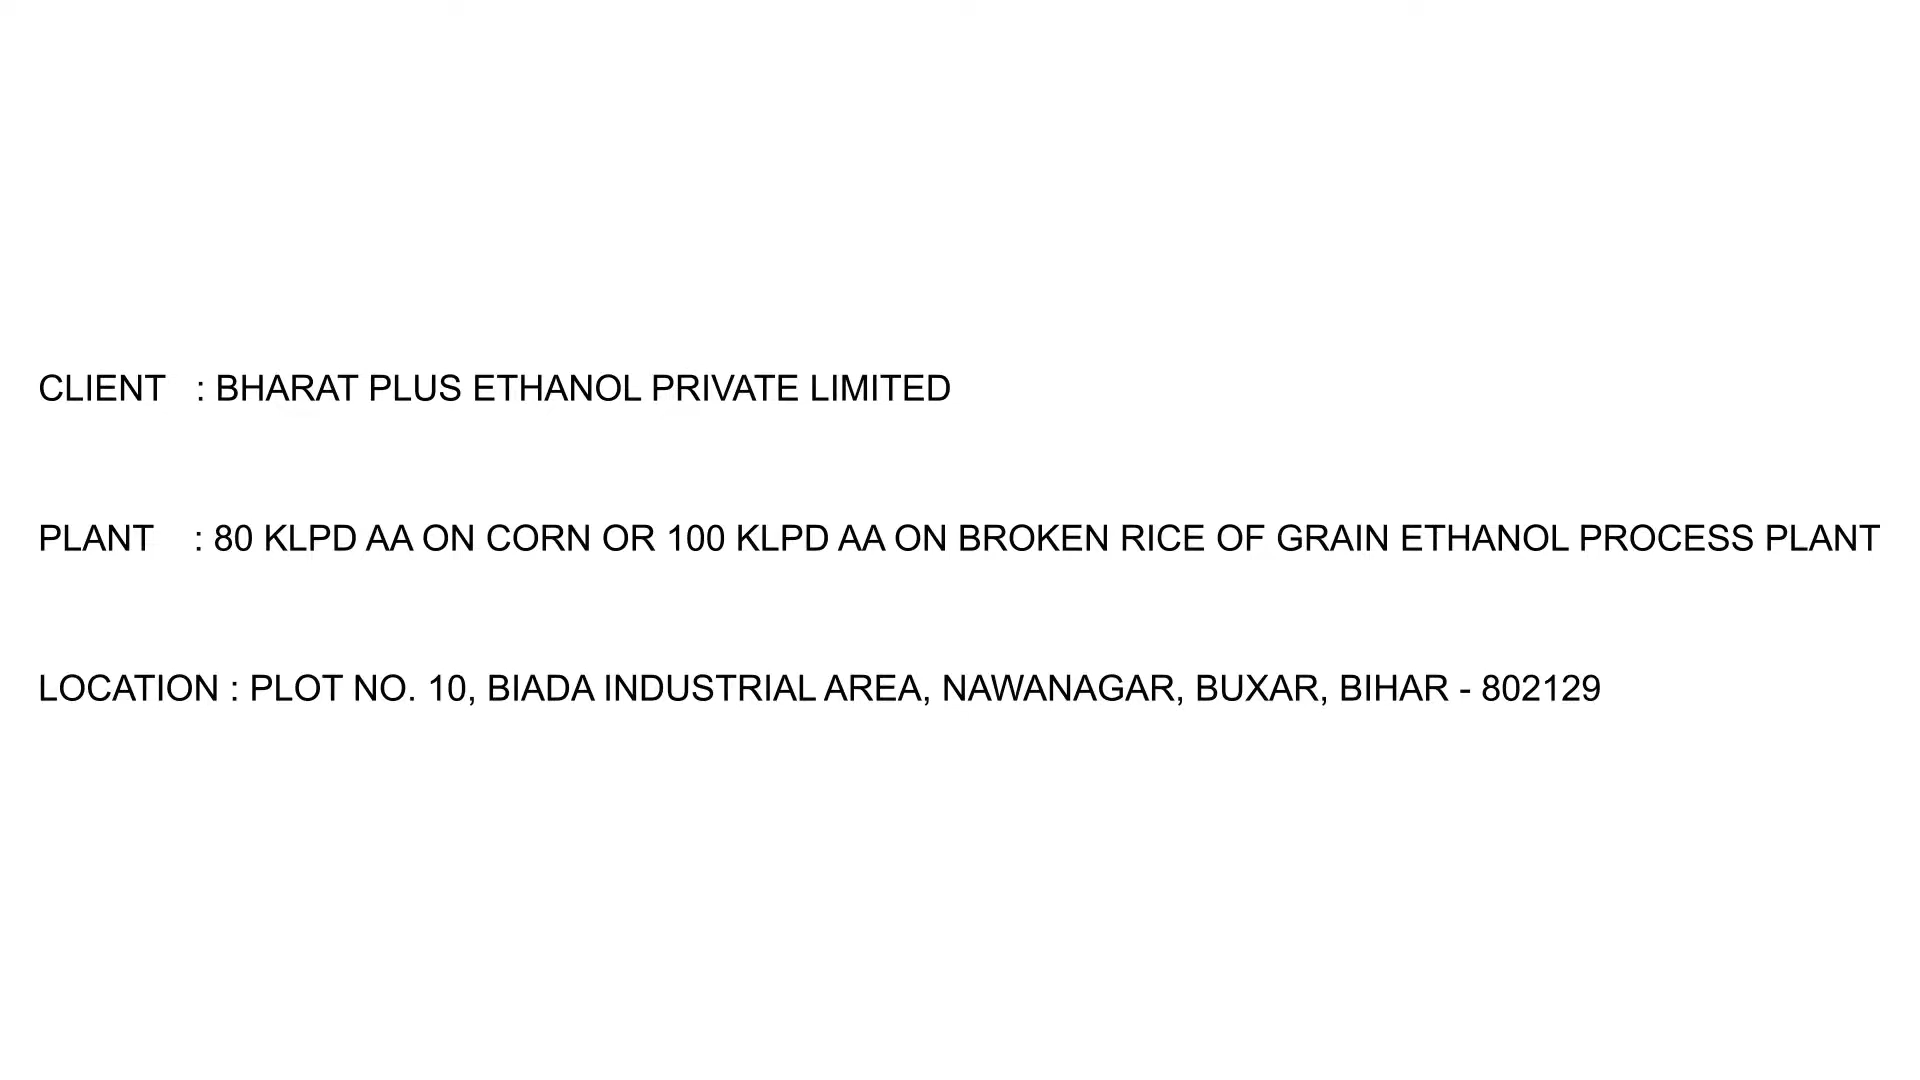 CLIENT : BHARAT PLUS ETHANOL PRIVATE LIMITED
PLANT : 80 KLPD AA ON CORN OR 100 KLPD AA ON BROKEN RICE OF GRAIN ETHANOL PROCESS PLANT
LOCATION : PLOT NO. 10, BIADA INDUSTRIAL AREA, NAWANAGAR, BUXAR, BIHAR - 802129